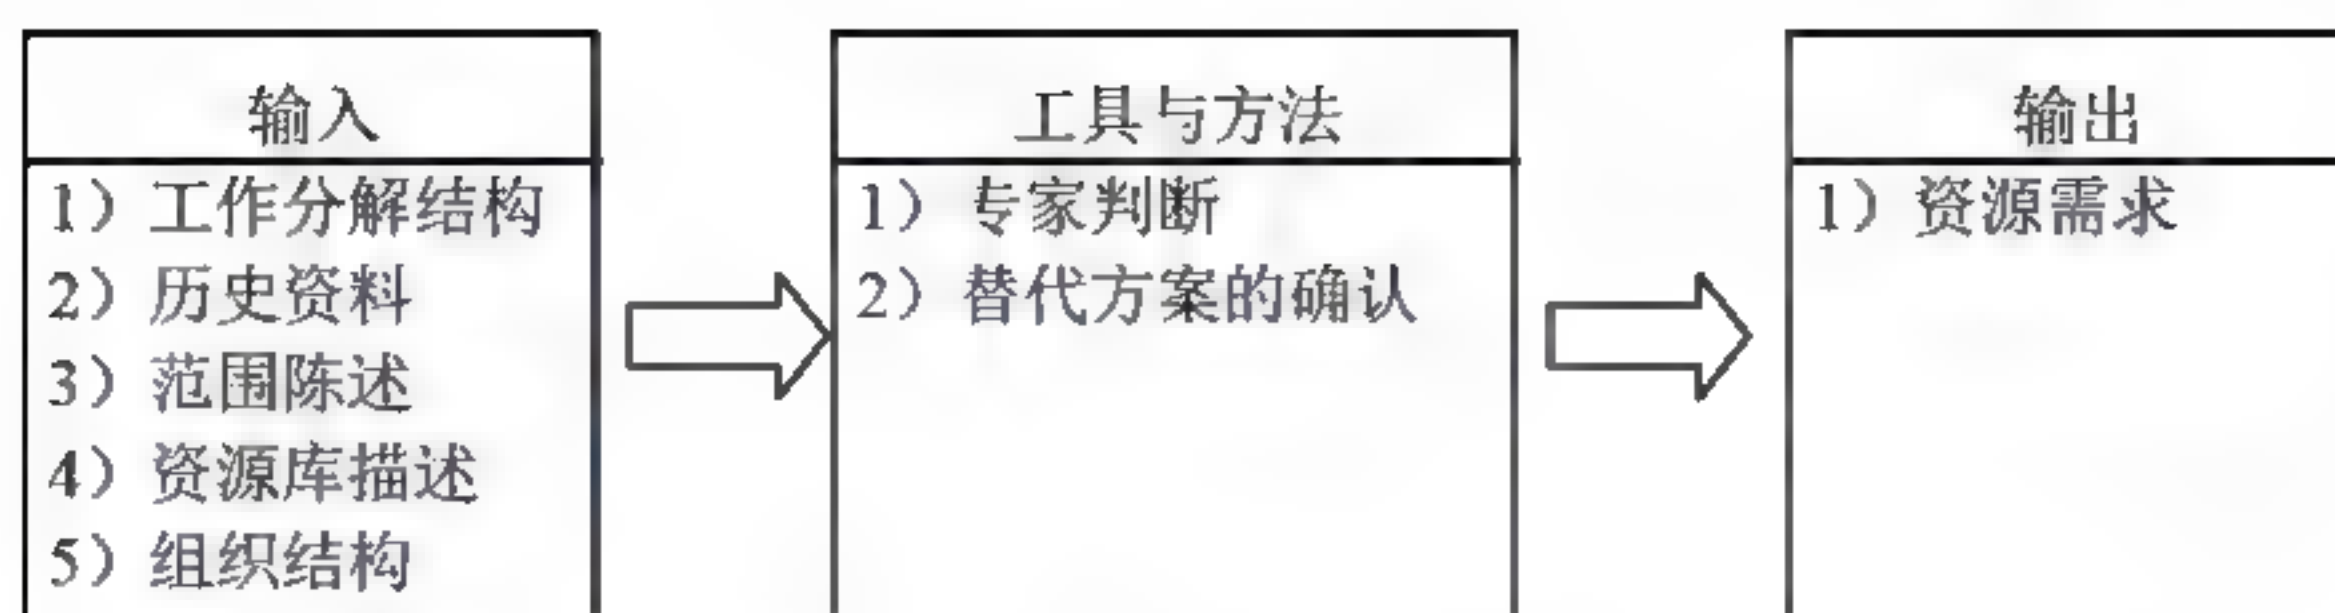 输入
1）工作分解结构
2）历史资料
3）范围陈述
4）资源库描述
5）组织结构
工具与方法
1）专家判断
2）替代方案的确认
输出
1）资源需求